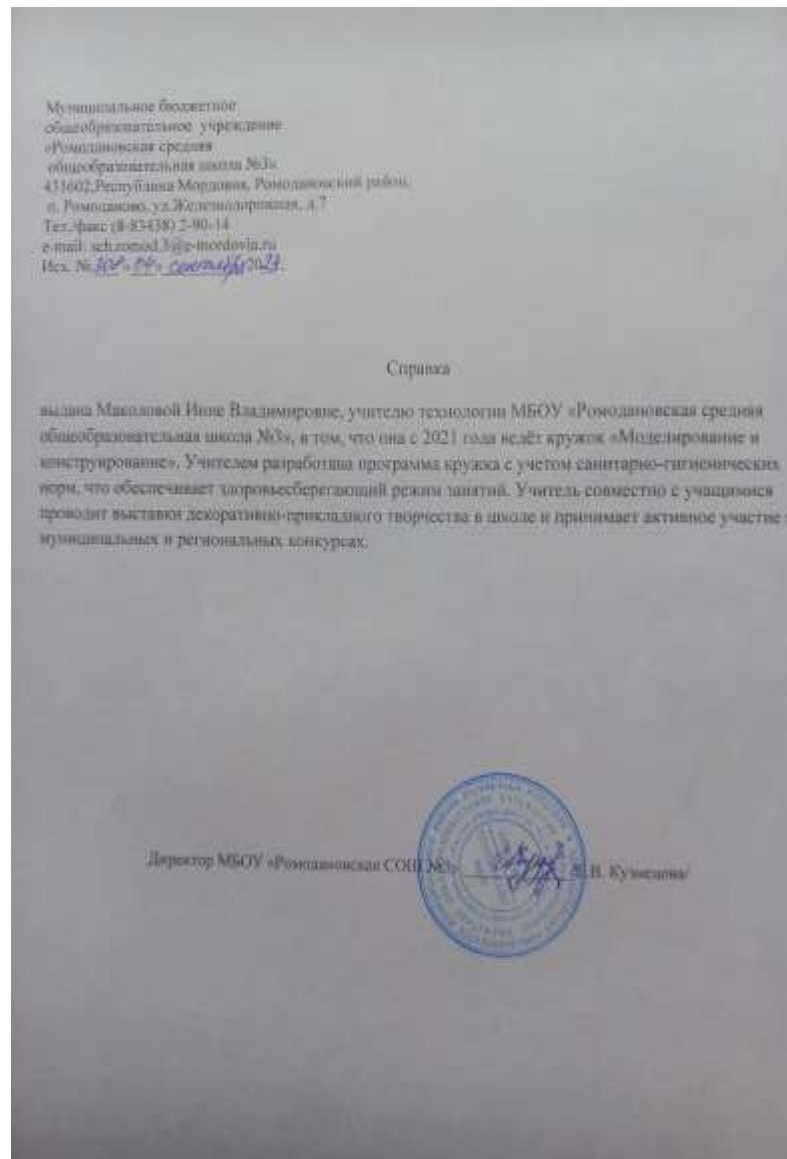 Муниципальное бюджетное
общеобразовательное учреждение
«Ромодановская средняя
общеобразовательная школа №3»
431602,Республика Мордовия, Ромодановский район,
п. Ромоданово, ул.Железнодорожная, д.7
Тел./факс (8-83438) 2-90-14
e-mail: sch.romod.3@e-mordovia.ru
Исх. № сентября 202
Справка
выдана Маколовой Инне Владимировне, учителю технологии МБОУ «Ромодановская средняя
общеобразовательная школа №3», в том, что она с 2021 года ведёт кружок «Моделирование и
конструирование». Учителем разработана программа кружка с учетом санитарно-гигиенических
норм, что обеспечивает здоровьесберегающий режим занятий. Учитель совместно с учащимися
проводит выставки декоративно-прикладного творчества в школе и принимает активное участие
муниципальных и региональных конкурсах.
Директор МБОУ «Ромодановская СОШ №3» В. Кузнецова/